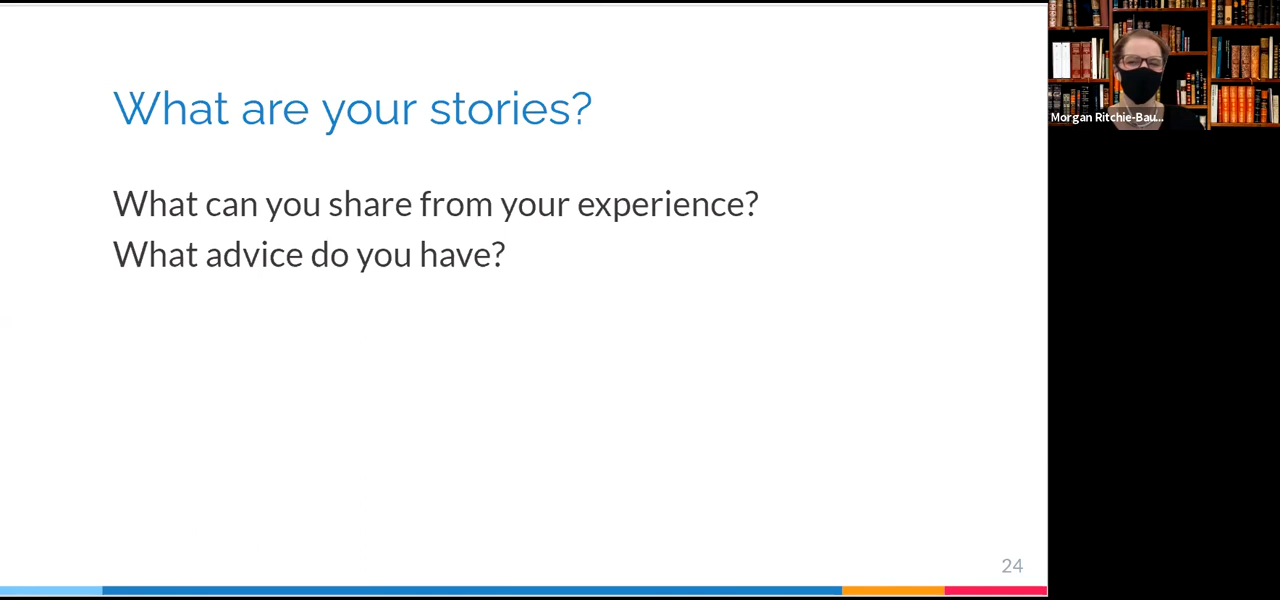 What are your stories?
What can you share from your experience?
What advice do you have?
24
Morgan Ritchie-Bau...